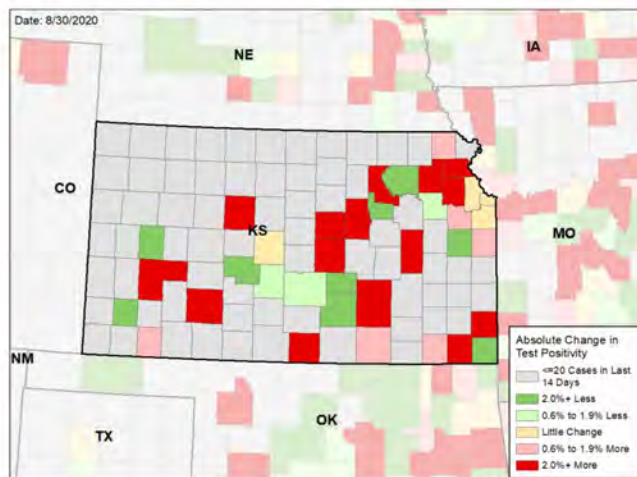 Date: 8/30/2020
NE
IA
CO
KS
MO
NM
OK
TX
Absolute Change in
Test Positivity
<=20 Cases in Last
14 Days
2.0%+ Less
0.6% to 1.9% Less
Little Change
0.6% to 1.9% More
2.0%+ More